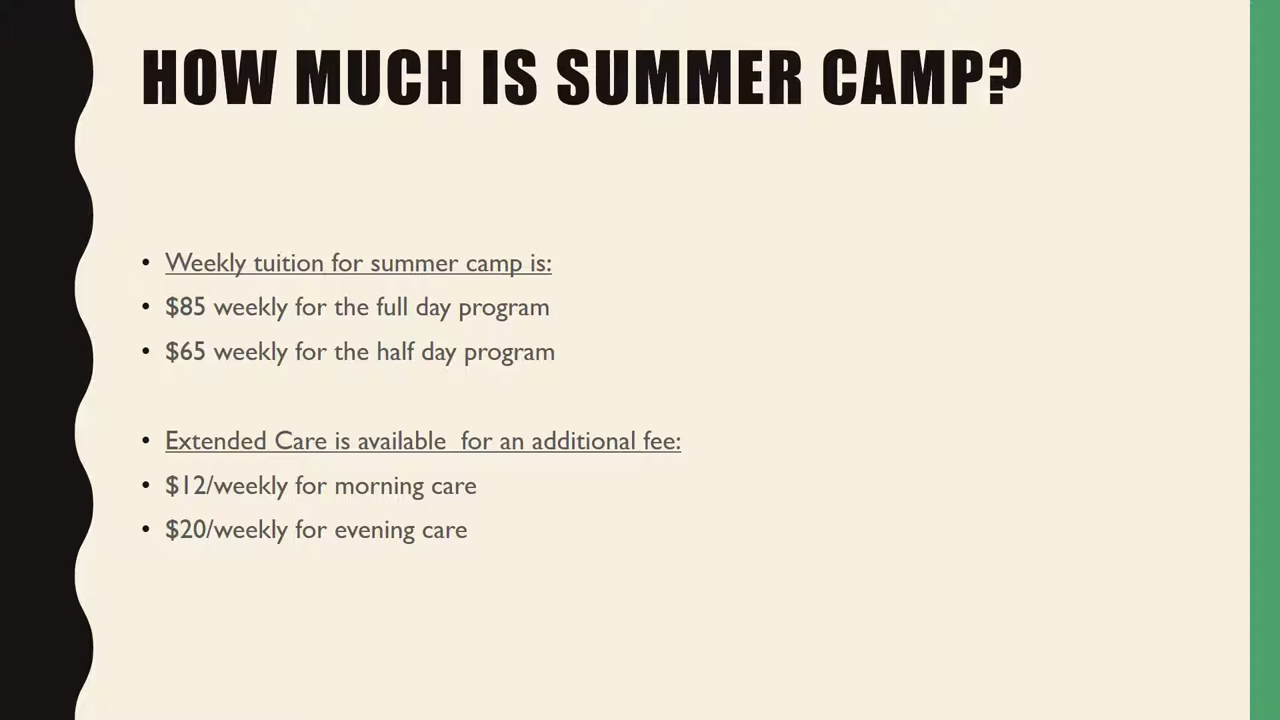 HOW MUCH IS SUMMER CAMP?
• Weekly tuition for summer camp is:
• $85 weekly for the full day program
• $65 weekly for the half day program
• Extended Care is available  for an additional fee:
• $12/weekly for morning care
• $20/weekly for evening care